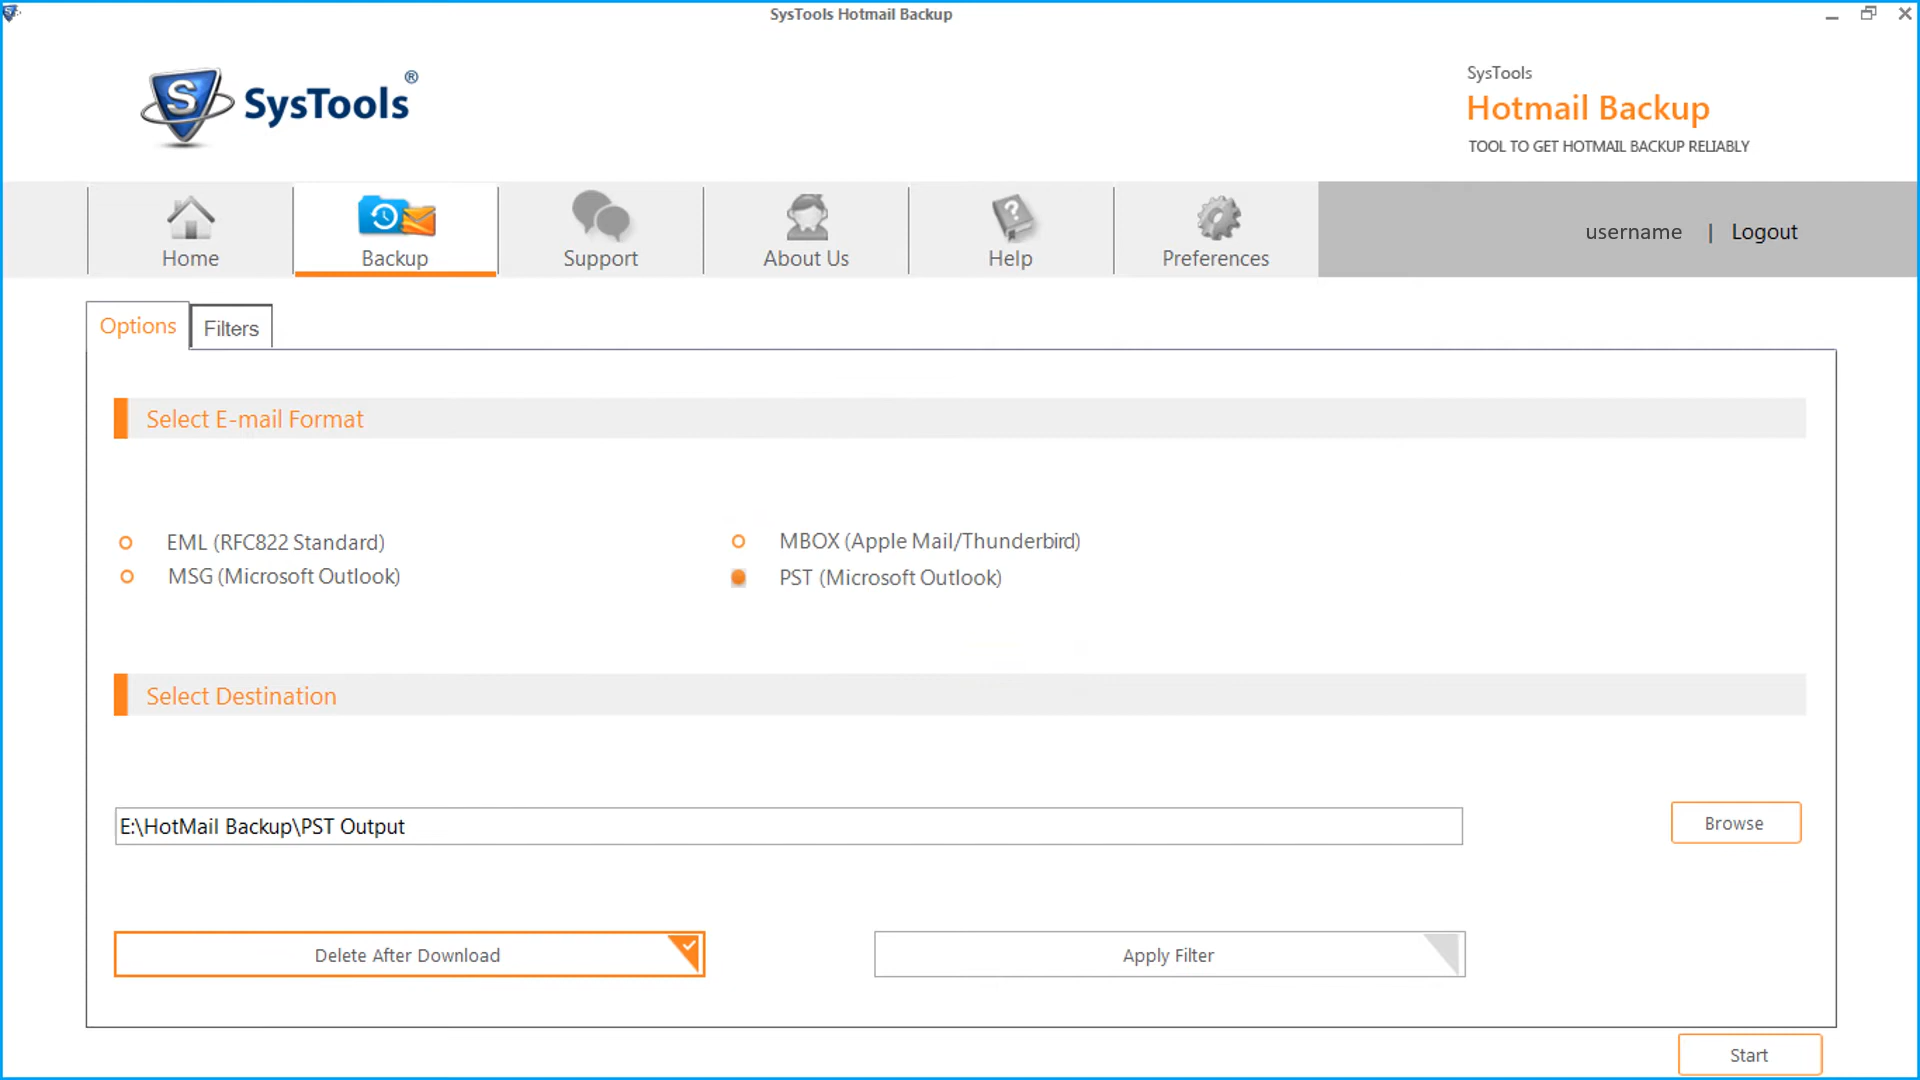 SysTools Hotmail Backup
SysTools®
SysTools
Hotmail Backup
TOOL TO GET HOTMAIL BACKUP RELIABLY
Home
Backup
Support
About Us
Help
Preferences
username | Logout
Options
Filters
Select E-mail Format
EML (RFC822 Standard)
MBOX (Apple Mail/Thunderbird)
MSG (Microsoft Outlook)
PST (Microsoft Outlook)
Select Destination
E:\HotMail Backup\PST Output
Browse
Delete After Download
Apply Filter
Start